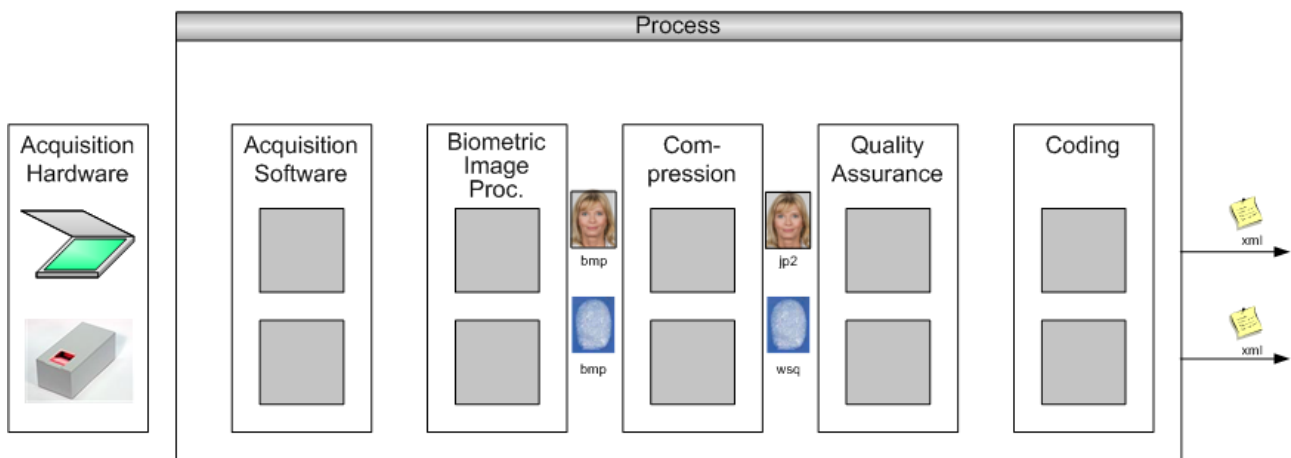 Process
Acquisition
Hardware
Acquisition
Software
Biometric
Image
Proc.
Com-
pression
Quality
Assurance
Coding
bmp
jp2
xml
bmp
wsq
xml